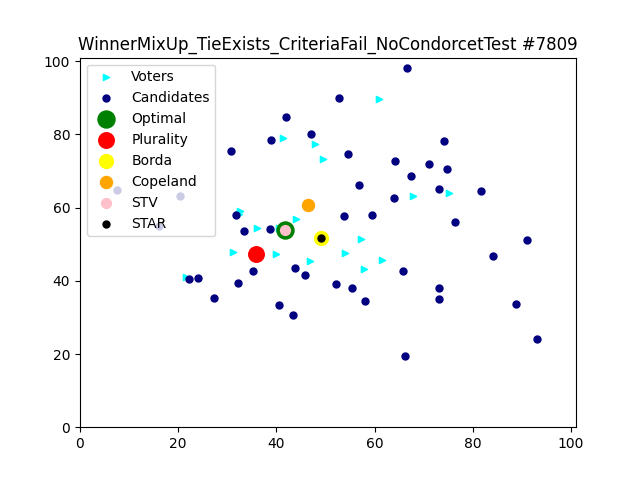 WinnerMixUp_TieExists_CriteriaFail_NoCondorcetTest #7809
100
80
60
40
20
0
Voters
Candidates
Optimal
Plurality
Borda
Copeland
STV
STAR
0 20 40 60 80 100